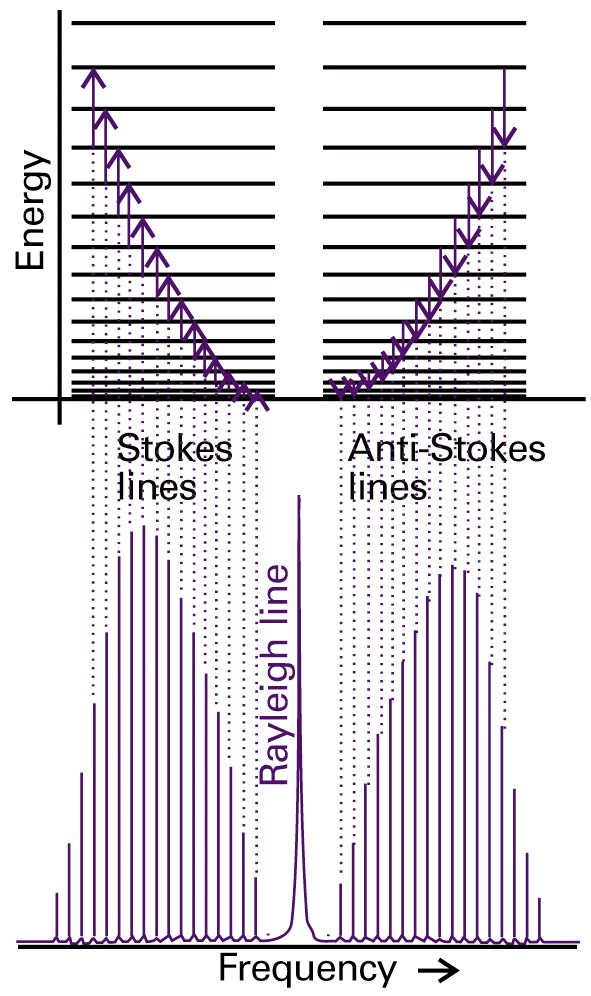 Energy
Stokes
lines
Anti-Stokes
lines
Rayleigh line
Frequency →